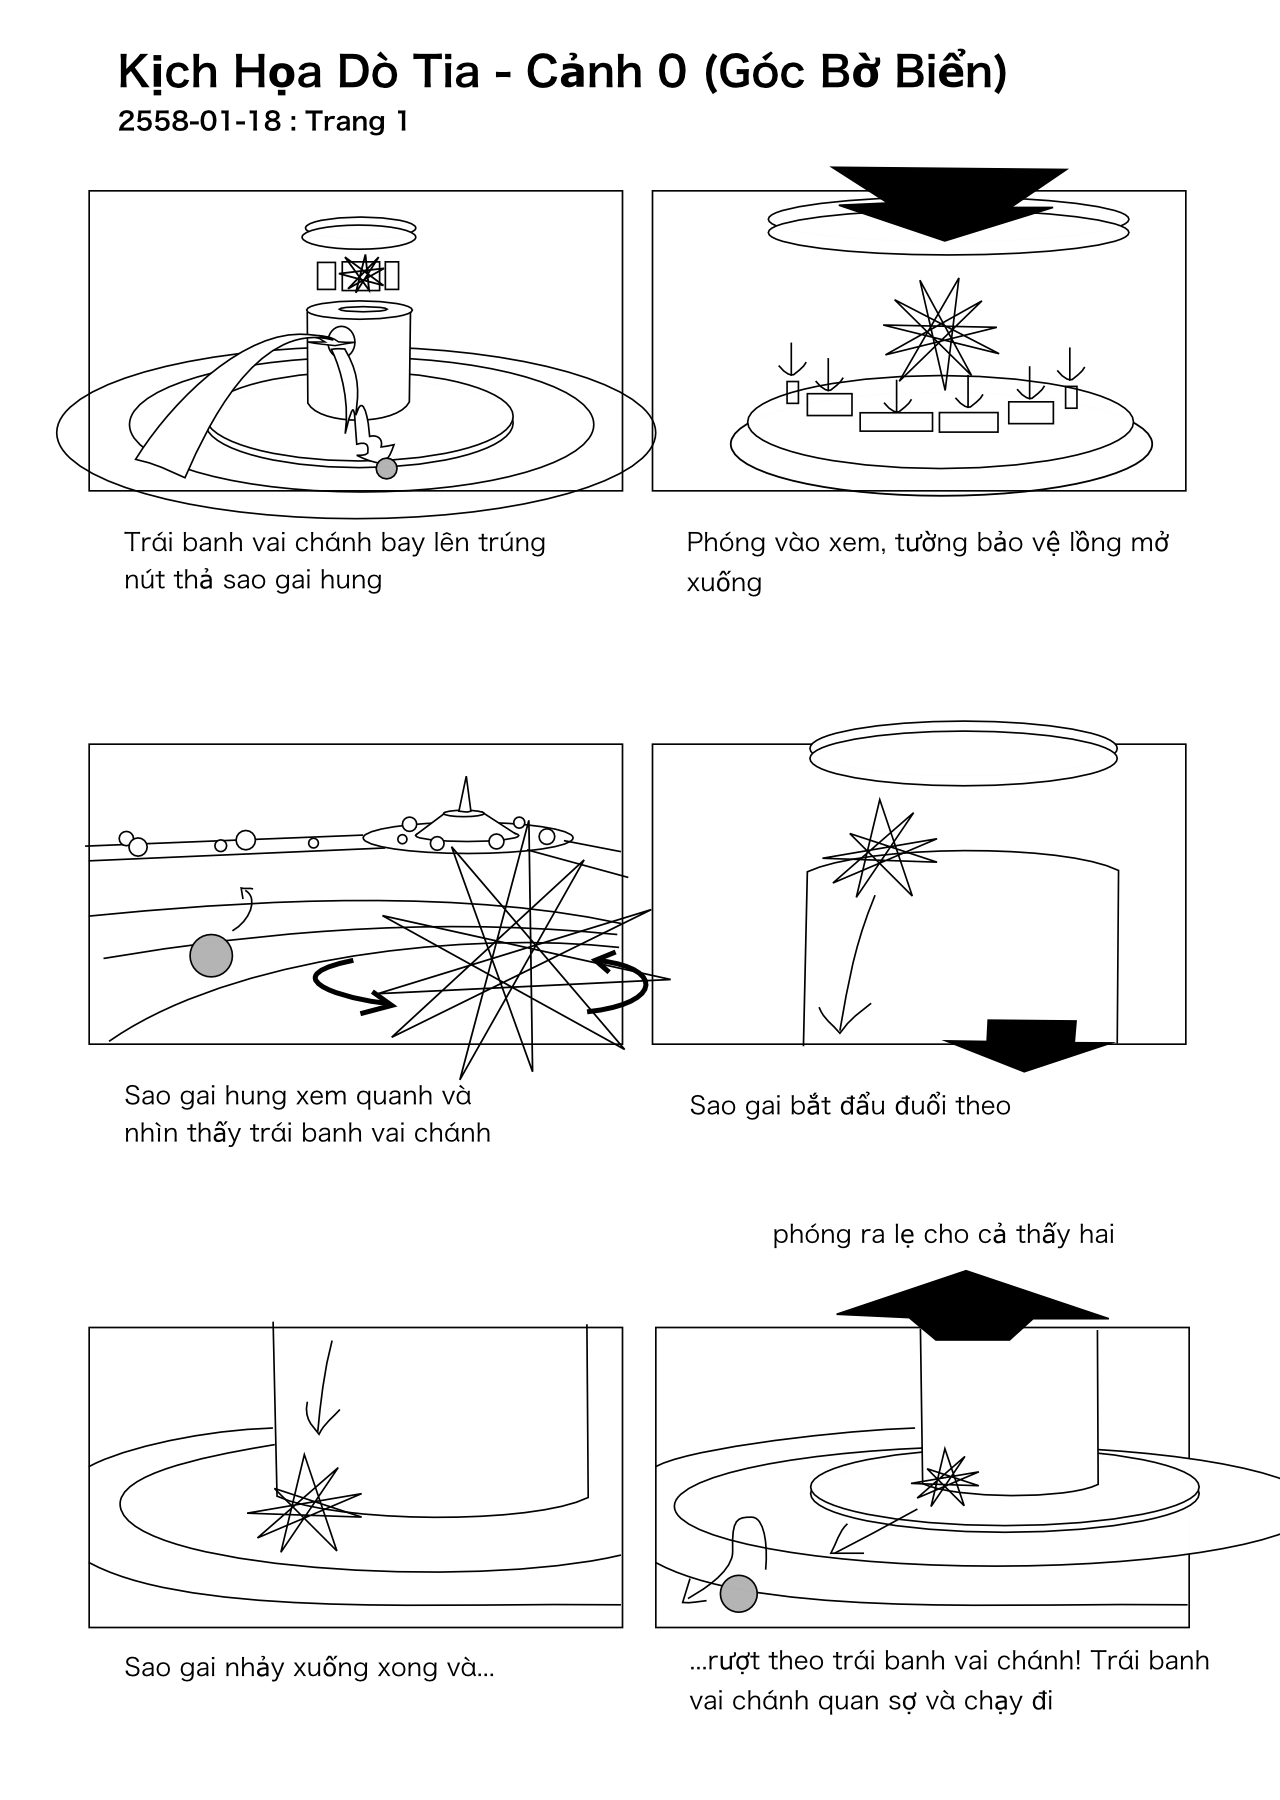 Kịch Họa Dò Tia - Cảnh 0 (Góc Bờ Biển)
2558-01-18 : Trang 1
Trái banh vai chánh bay lên trúng
nút thả sao gai hung
Phóng vào xem, tường bảo vệ lồng mở
xuống
Sao gai hung xem quanh và
nhìn thấy trái banh vai chánh
Sao gai bắt đẩu đuổi theo
phóng ra lẹ cho cả thấy hai
Sao gai nhảy xuống xong và...
...rượt theo trái banh vai chánh! Trái banh
vai chánh quan sợ và chạy đi